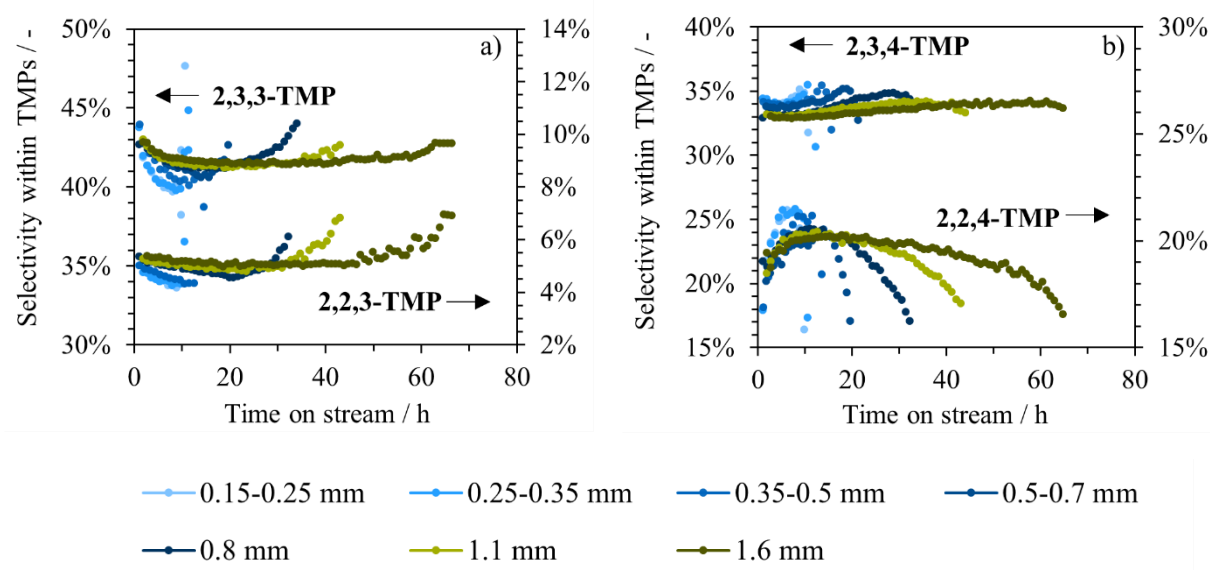 Selectivity within TMPs / -
50%
45%
40%
35%
30%
14%
12%
10%
8%
6%
4%
2%
a)
2,3,3-TMP
2,2,3-TMP
0
20
40
60
80
Time on stream / h
Selectivity within TMPs / -
40%
35%
30%
25%
20%
15%
30%
25%
20%
15%
b)
2,3,4-TMP
2,2,4-TMP
0
20
40
60
80
Time on stream / h
0.15-0.25 mm
0.25-0.35 mm
0.35-0.5 mm
0.5-0.7 mm
0.8 mm
1.1 mm
1.6 mm